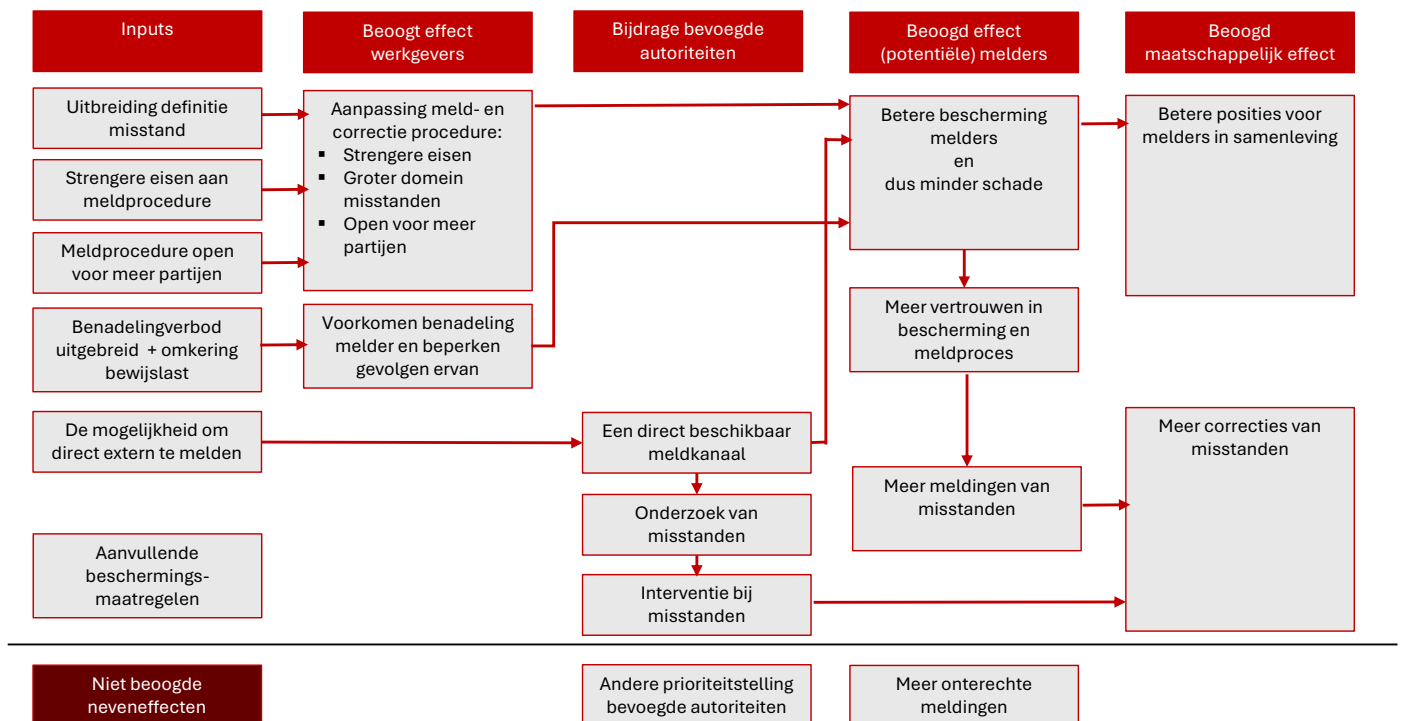 Inputs
Beoogt effect
werkgevers
Bijdrage bevoegde
autoriteiten
Beoogd effect
(potentiële) melders
Beoogd
maatschappelijk effect
Uitbreiding definitie
misstand
Strengere eisen aan
meldprocedure
Meldprocedure open
voor meer partijen
Benadelingverbod
uitgebreid + omkering
bewijslast
De mogelijkheid om
direct extern te melden
Aanvullende
beschermings-
maatregelen
Aanpassing meld- en
correctie procedure:
▪ Strengere eisen
▪ Groter domein
misstanden
▪ Open voor meer
partijen
Voorkomen benadeling
melder en beperken
gevolgen ervan
Een direct beschikbaar
meldkanaal
Onderzoek van
misstanden
Interventie bij
misstanden
Betere bescherming
melders
en
dus minder schade
Meer vertrouwen in
bescherming en
meldproces
Meer meldingen van
misstanden
Betere posities voor
melders in samenleving
Meer correcties van
misstanden
Niet beoogde
neveneffecten
Andere prioriteitstelling
bevoegde autoriteiten
Meer onterechte
meldingen